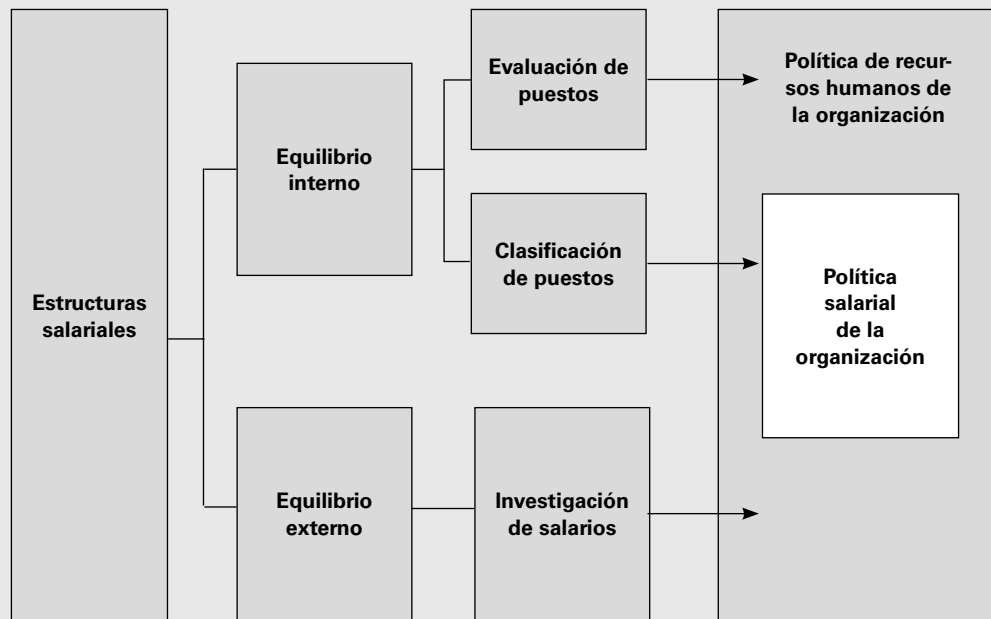 Estructuras
salariales
Equilibrio
interno
Evaluación de
puestos
Clasificación
de puestos
Equilibrio
externo
Investigación
de salarios
Política de recur-
sos humanos de
la organización
Política
salarial
de la
organización